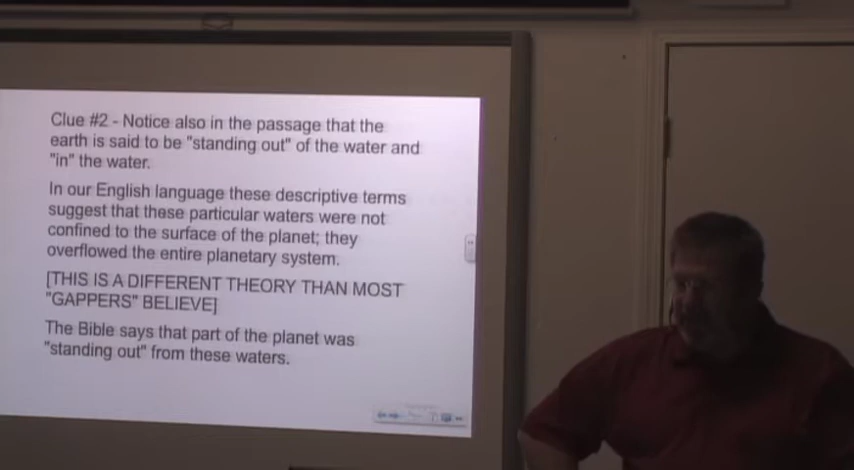 Clue #2 - Notice also in the passage that the
earth is said to be "standing out" of the water and
"in" the water.
In our English language these descriptive terms
suggest that these particular waters were not
confined to the surface of the planet; they
overflowed the entire planetary system.
[THIS IS A DIFFERENT THEORY THAN MOST
"GAPPERS" BELIEVE]
The Bible says that part of the planet was
"standing out" from these waters.